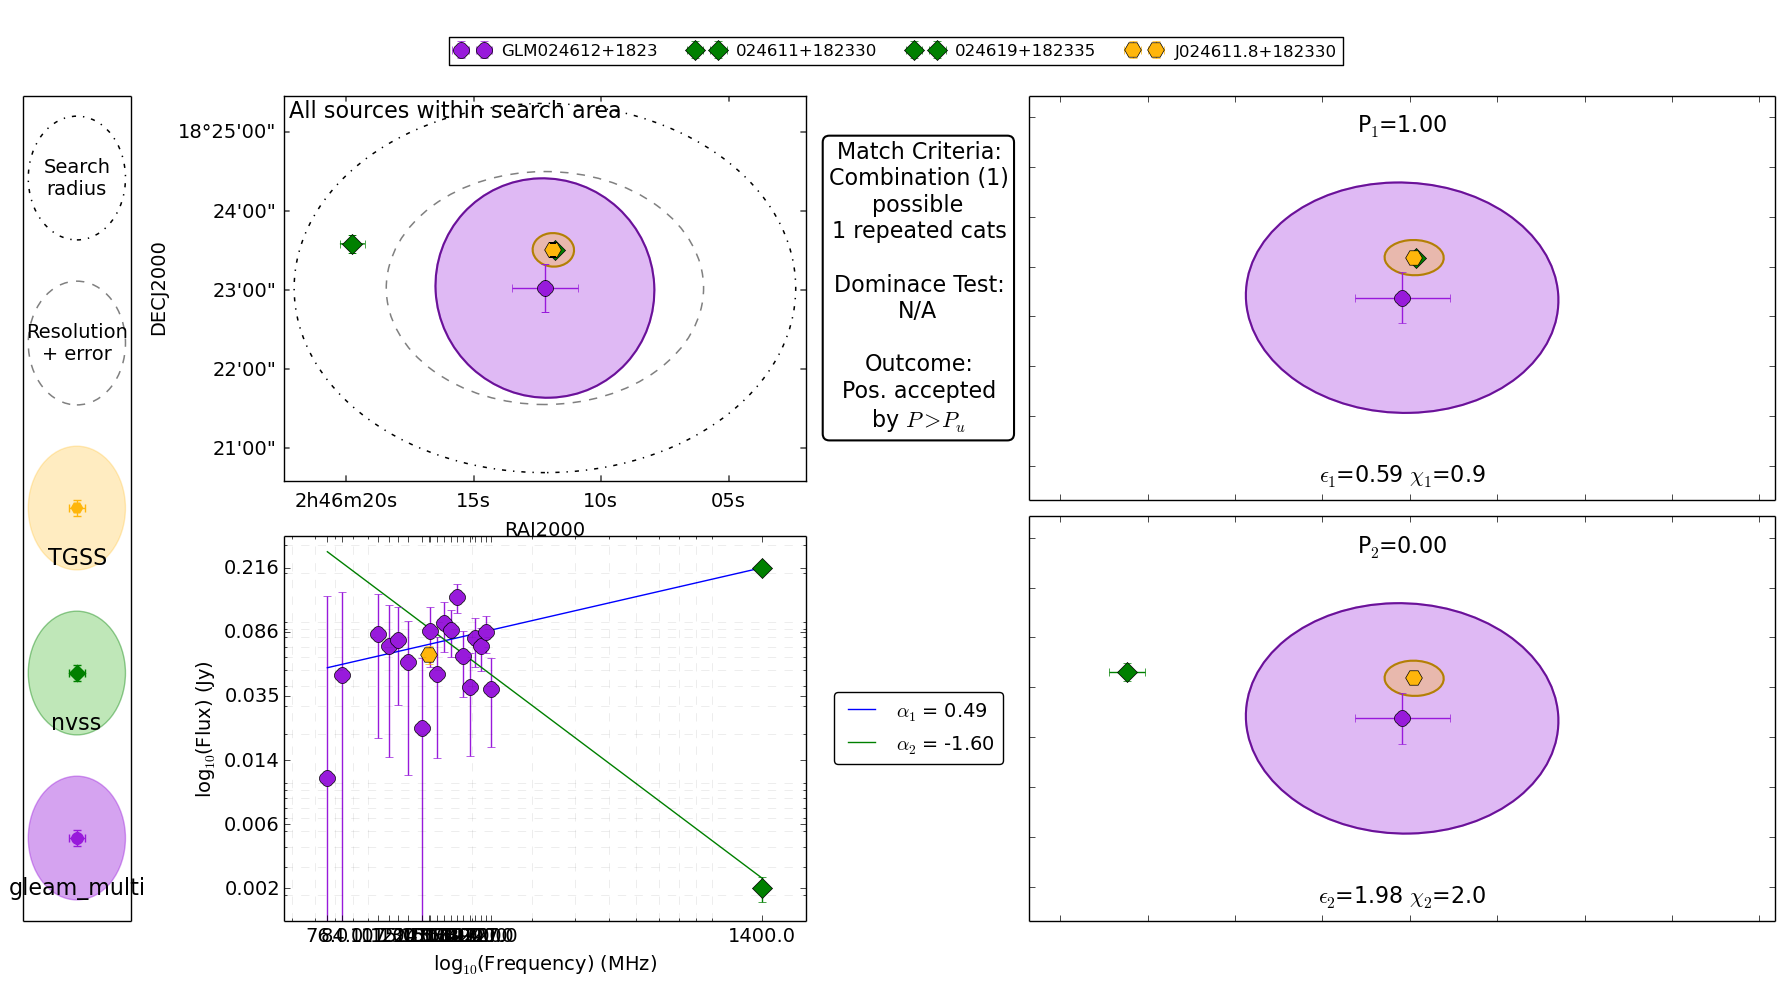 GLM024612+1823 024611+182330 024619+182335 J024611.8+182330
Search
radius
Resolution
+ error
TGSS
nvss
gleam_multi
All sources within search area
DECJ2000
18°25'00"
24'00"
23'00"
22'00"
21'00"
2h46m20s 15s 10s 05s
RAJ2000
Match Criteria:
Combination (1)
possible
1 repeated cats
Dominace Test:
N/A
Outcome:
Pos. accepted
by P>Pu
P1=1.00
ϵ1=0.59 χ1=0.9
log10(Flux) (Jy)
0.216
0.086
0.035
0.014
0.006
0.002
1400.0
log10(Frequency) (MHz)
α1 = 0.49
α2 = -1.60
P2=0.00
ϵ2=1.98 χ2=2.0